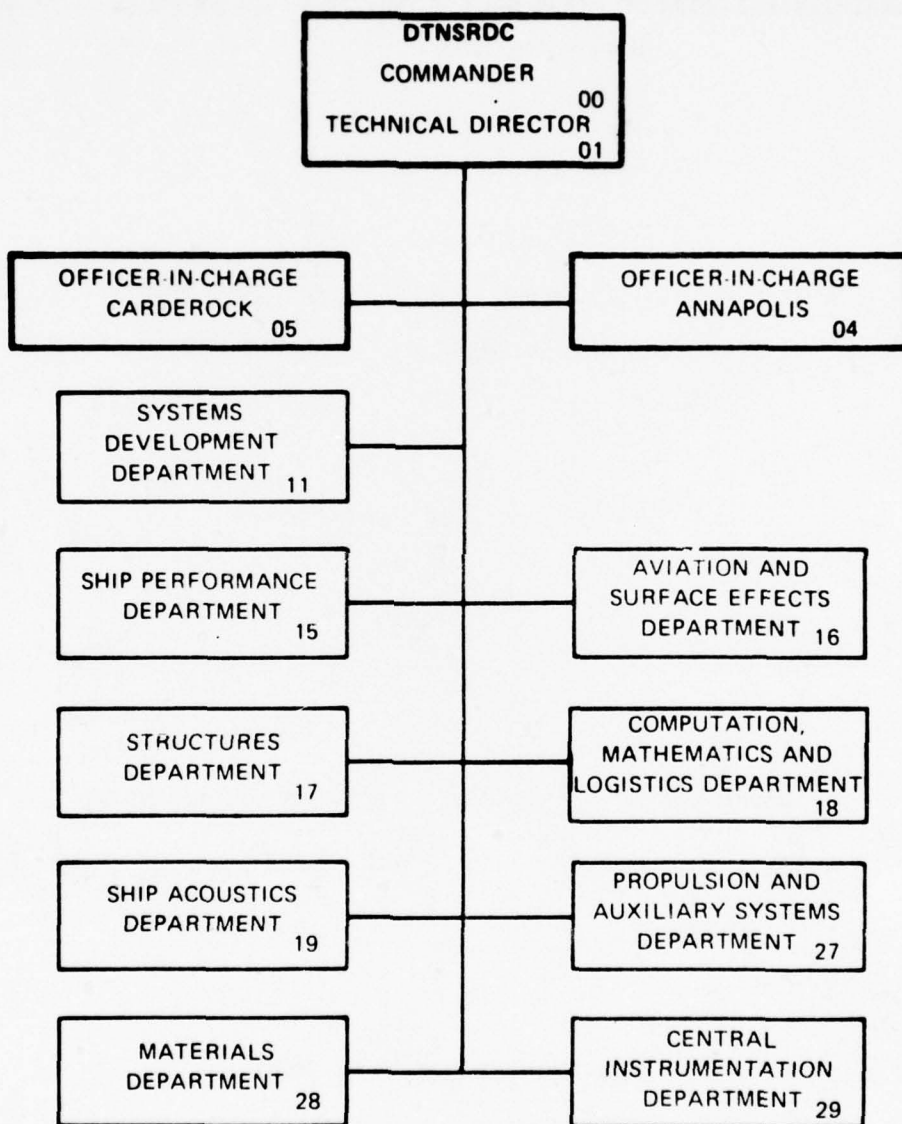 DTNSRDC
COMMANDER
00
TECHNICAL DIRECTOR
01
OFFICER-IN-CHARGE
CARDEROCK
05
OFFICER-IN-CHARGE
ANNAPOLIS
04
SYSTEMS
DEVELOPMENT
DEPARTMENT
11
SHIP PERFORMANCE
DEPARTMENT
15
AVIATION AND
SURFACE EFFECTS
DEPARTMENT
16
STRUCTURES
DEPARTMENT
17
COMPUTATION,
MATHEMATICS AND
LOGISTICS DEPARTMENT
18
SHIP ACOUSTICS
DEPARTMENT
19
PROPULSION AND
AUXILIARY SYSTEMS
DEPARTMENT
27
MATERIALS
DEPARTMENT
28
CENTRAL
INSTRUMENTATION
DEPARTMENT
29